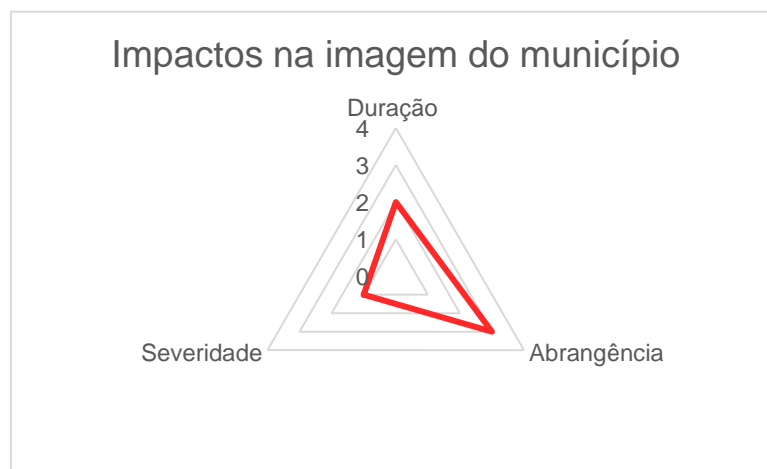 Impactos na imagem do município
Duração
4
3
2
1
0
Severidade
Abrangência